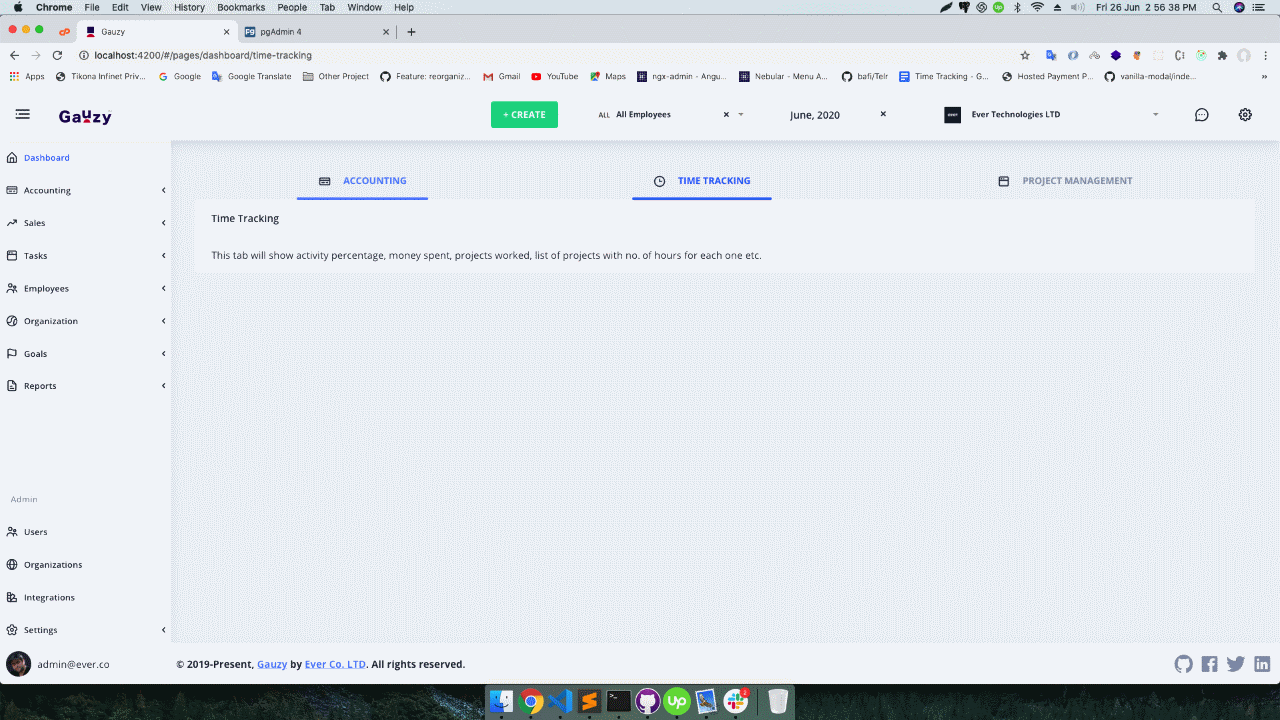 Chrome File Edit View History Bookmarks People Tab Window Help Fri 26 Jun 2 56 38 PM
Gauzy pgAdmin 4
localhost:4200/#/pages/dashboard/time-tracking
Apps Tikona Infinet Priv... Google Google Translate Other Project Feature: reorganiz... Gmail YouTube Maps ngx-admin - Angu... Nebular - Menu A... bafi/Telr Time Tracking - G... Hosted Payment P... vanilla-modal/inde... »
Gauzy + CREATE ALL All Employees June, 2020 Ever Technologies LTD
Dashboard
Accounting
Sales
Tasks
Employees
Organization
Goals
Reports
Admin
Users
Organizations
Integrations
Settings
admin@ever.co
ACCOUNTING TIME TRACKING PROJECT MANAGEMENT
Time Tracking
This tab will show activity percentage, money spent, projects worked, list of projects with no. of hours for each one etc.
© 2019-Present, Gauzy by Ever Co. LTD. All rights reserved.
up 2